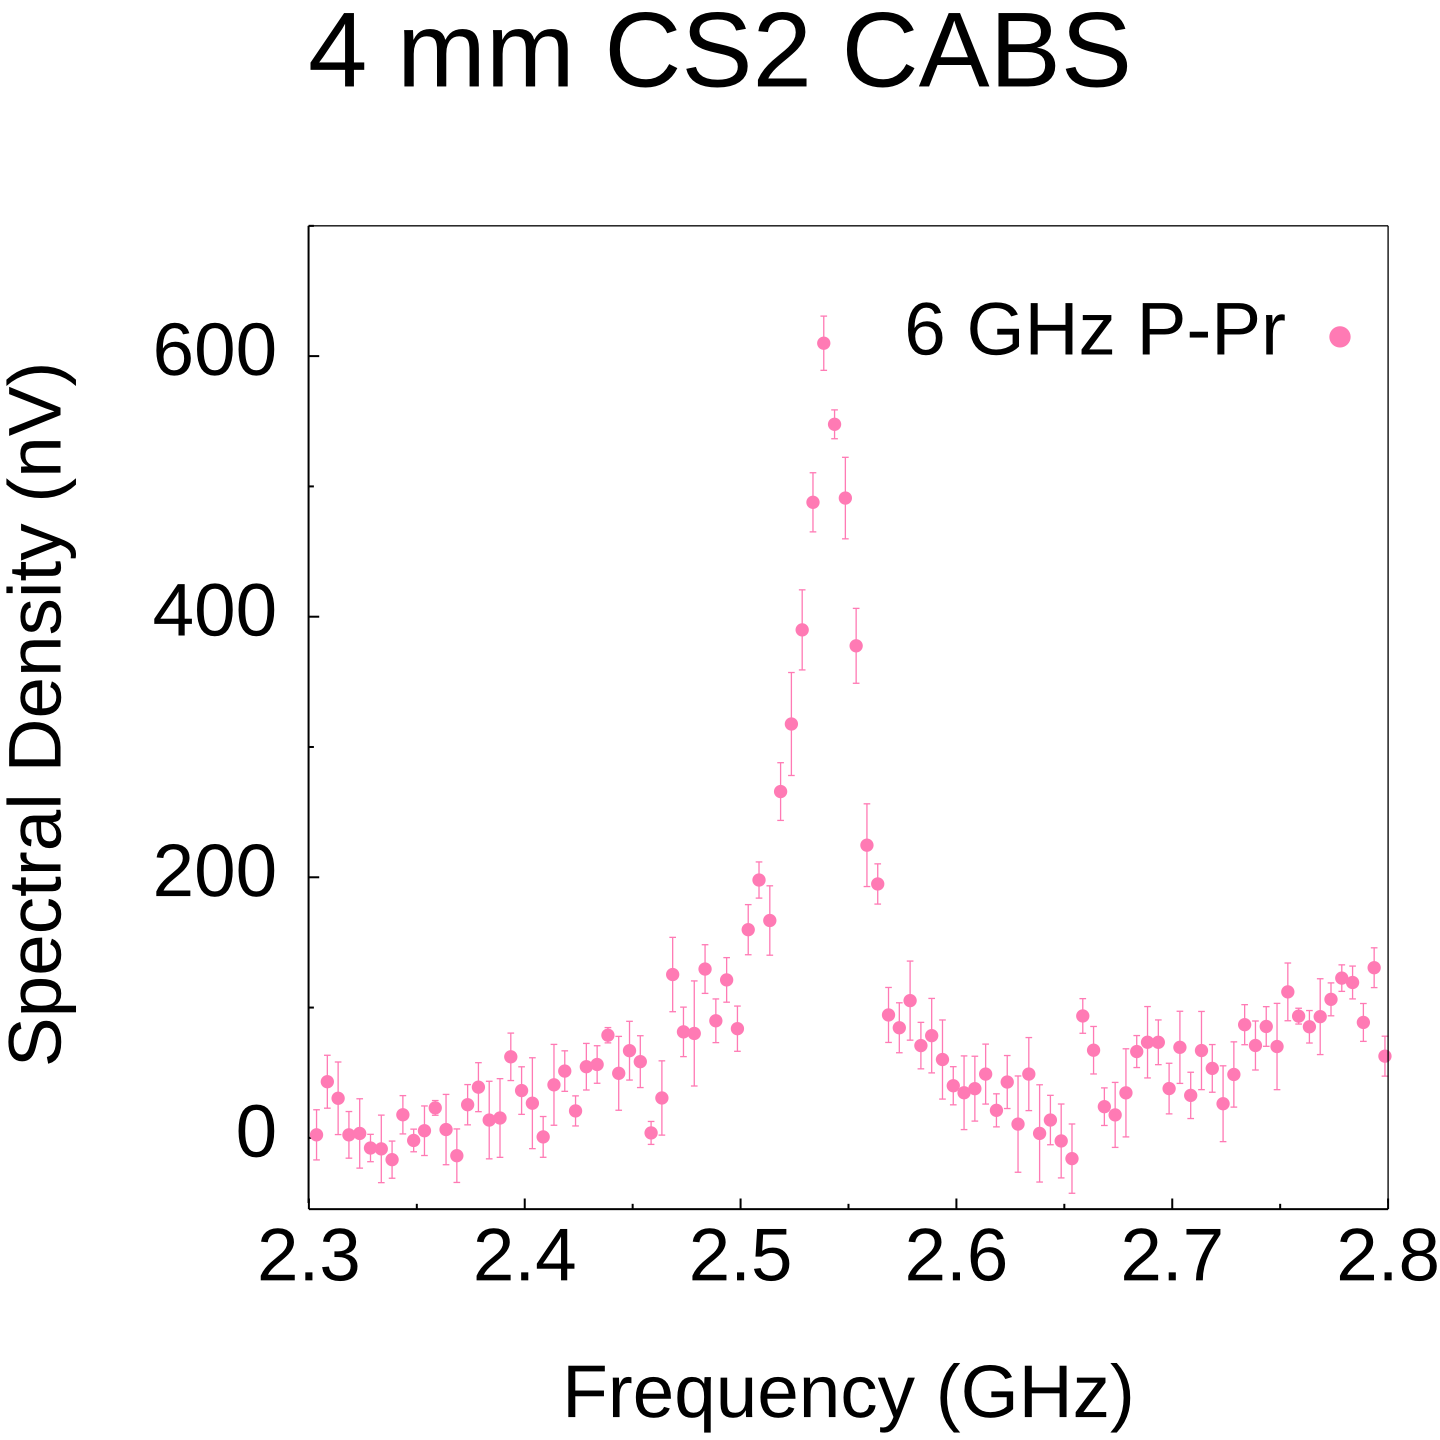 4 mm CS2 CABS
6 GHz P-Pr
600
400
200
0
Spectral Density (nV)
2.3 2.4 2.5 2.6 2.7 2.8
Frequency (GHz)